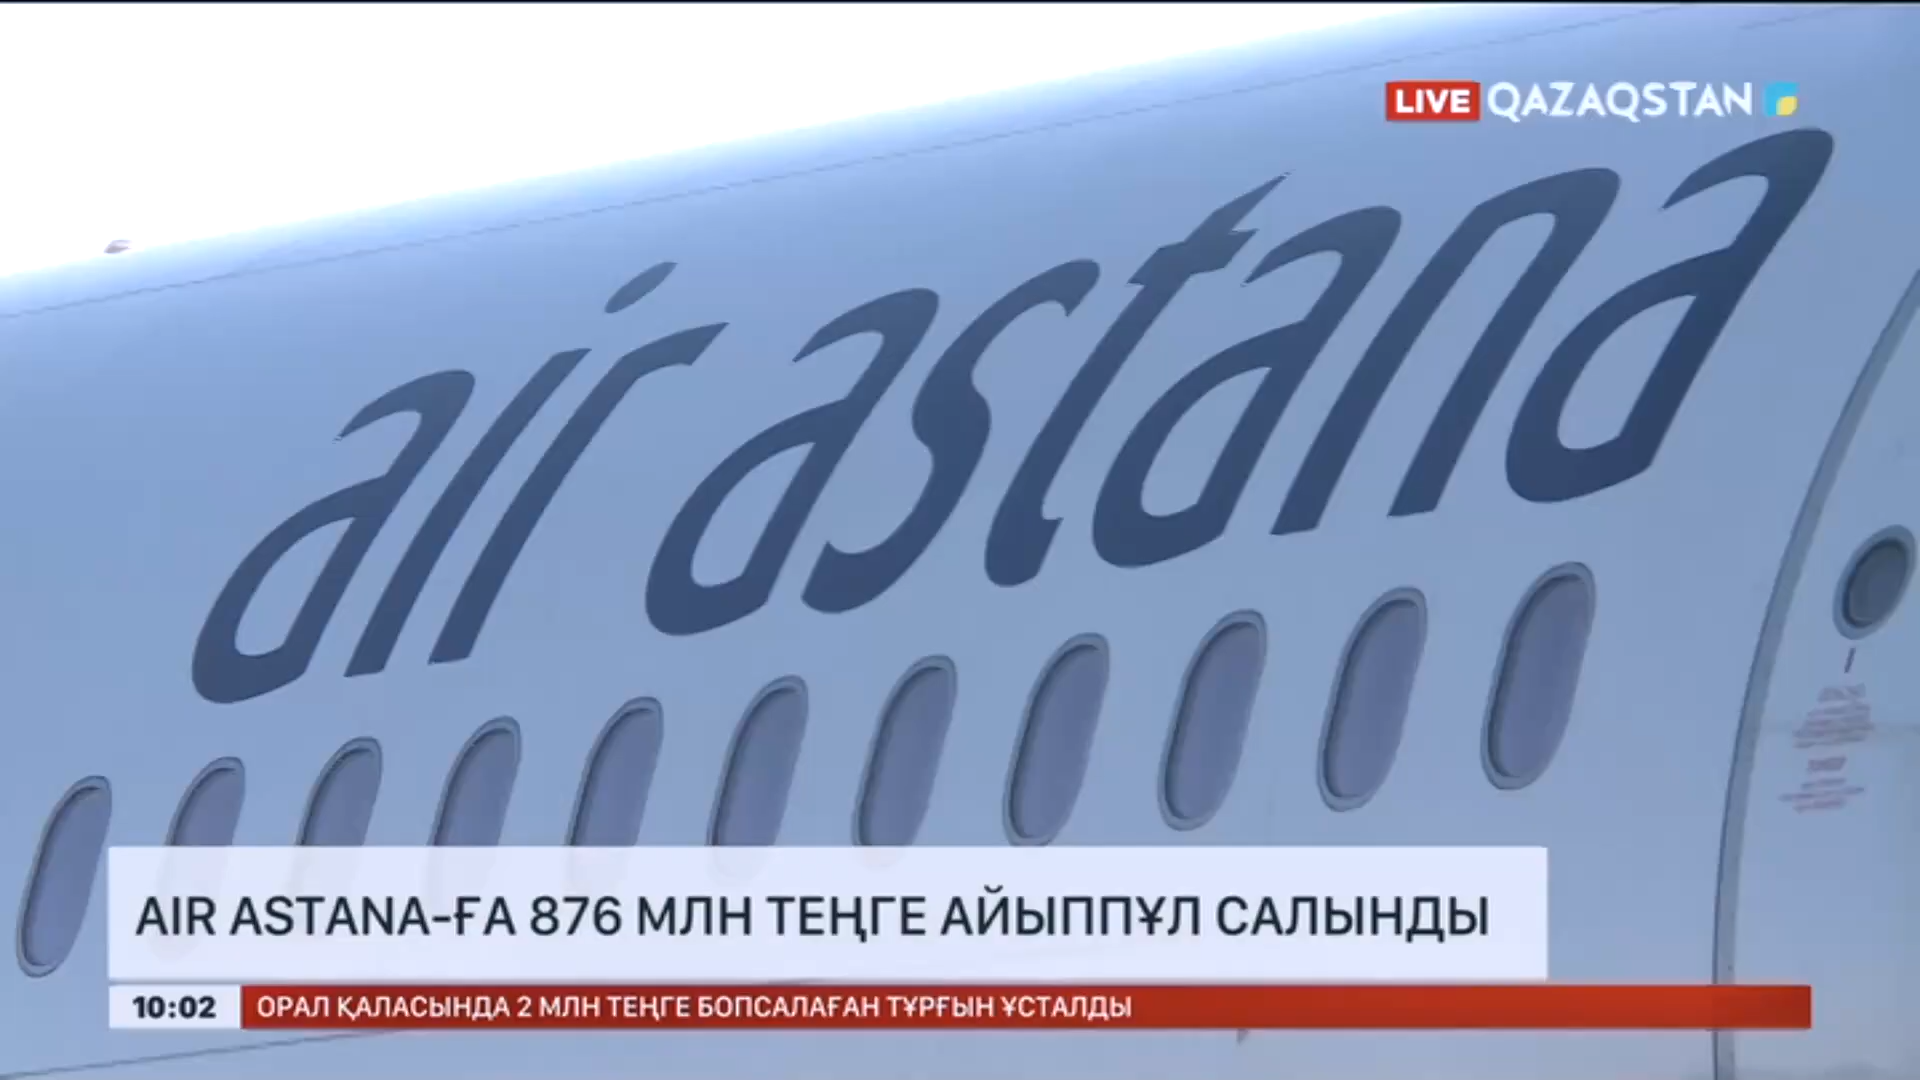 LIVE QAZAQSTAN
air astana
AIR ASTANA-ҒА 876 МЛН ТЕҢГЕ АЙЫППҰЛ САЛЫНДЫ
10:02 ОРАЛ ҚАЛАСЫНДА 2 МЛН ТЕҢГЕ БОПСАЛАҒАН ТҰРҒЫН ҰСТАЛДЫ